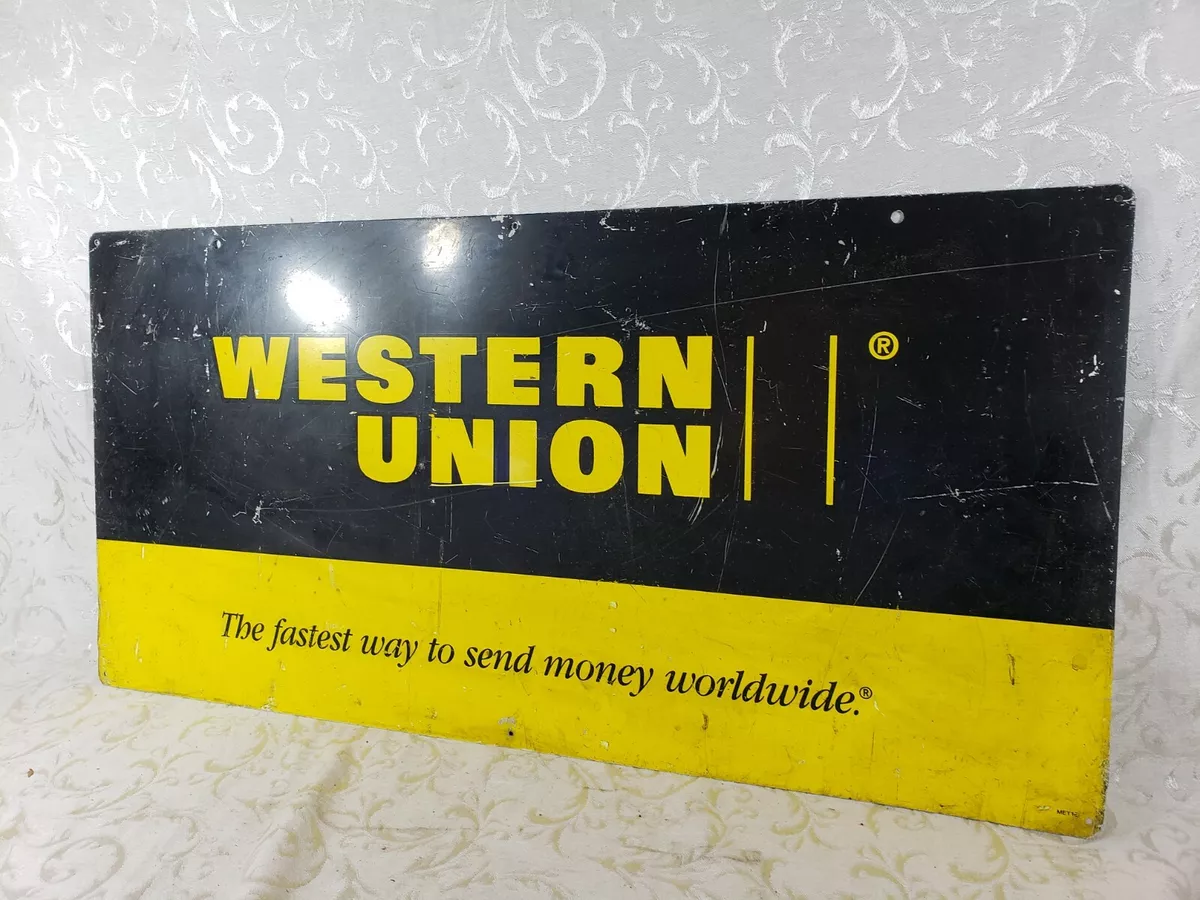 WESTERN
UNION
®
The fastest way to send money worldwide.®